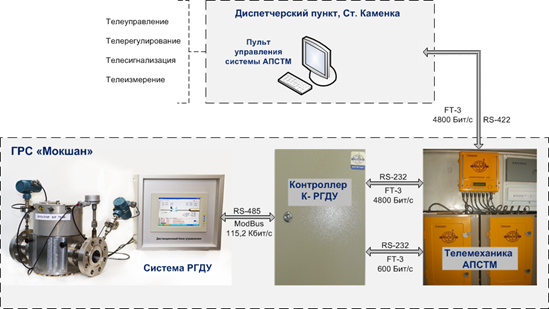 Телеуправление
Телерегулирование
Телесигнализация
Телеизмерение
Диспетчерский пункт, Ст. Каменка
Пульт
управления
системы АПСТМ
FT-3
4800 Бит/с
RS-422
ГРС «Мокшан»
Система РГДУ
RS-485
ModBus
115,2 Кбит/с
Контроллер
К- РГДУ
RS-232
FT-3
4800 Бит/с
RS-232
FT-3
600 Бит/с
Телемеханика
АПСТМ